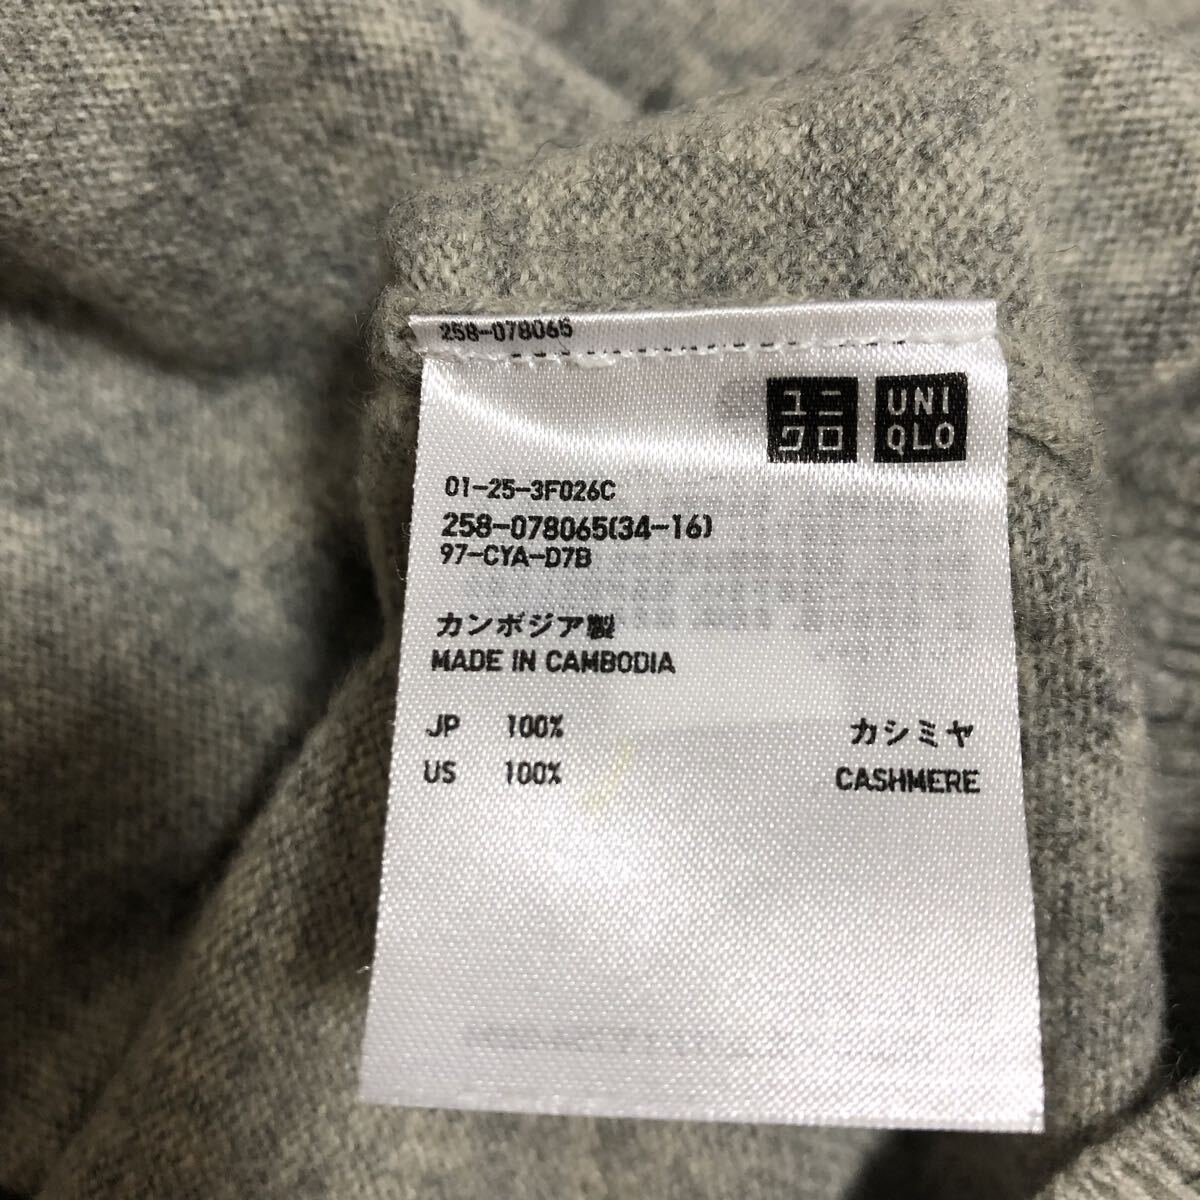 258-078065
ユニ
クロ
UNI
QLO
01-25-3F026C
258-078065(34-16)
97-CYA-D7B
カンボジア製
MADE IN CAMBODIA
JP 100% カシミヤ
US 100% CASHMERE